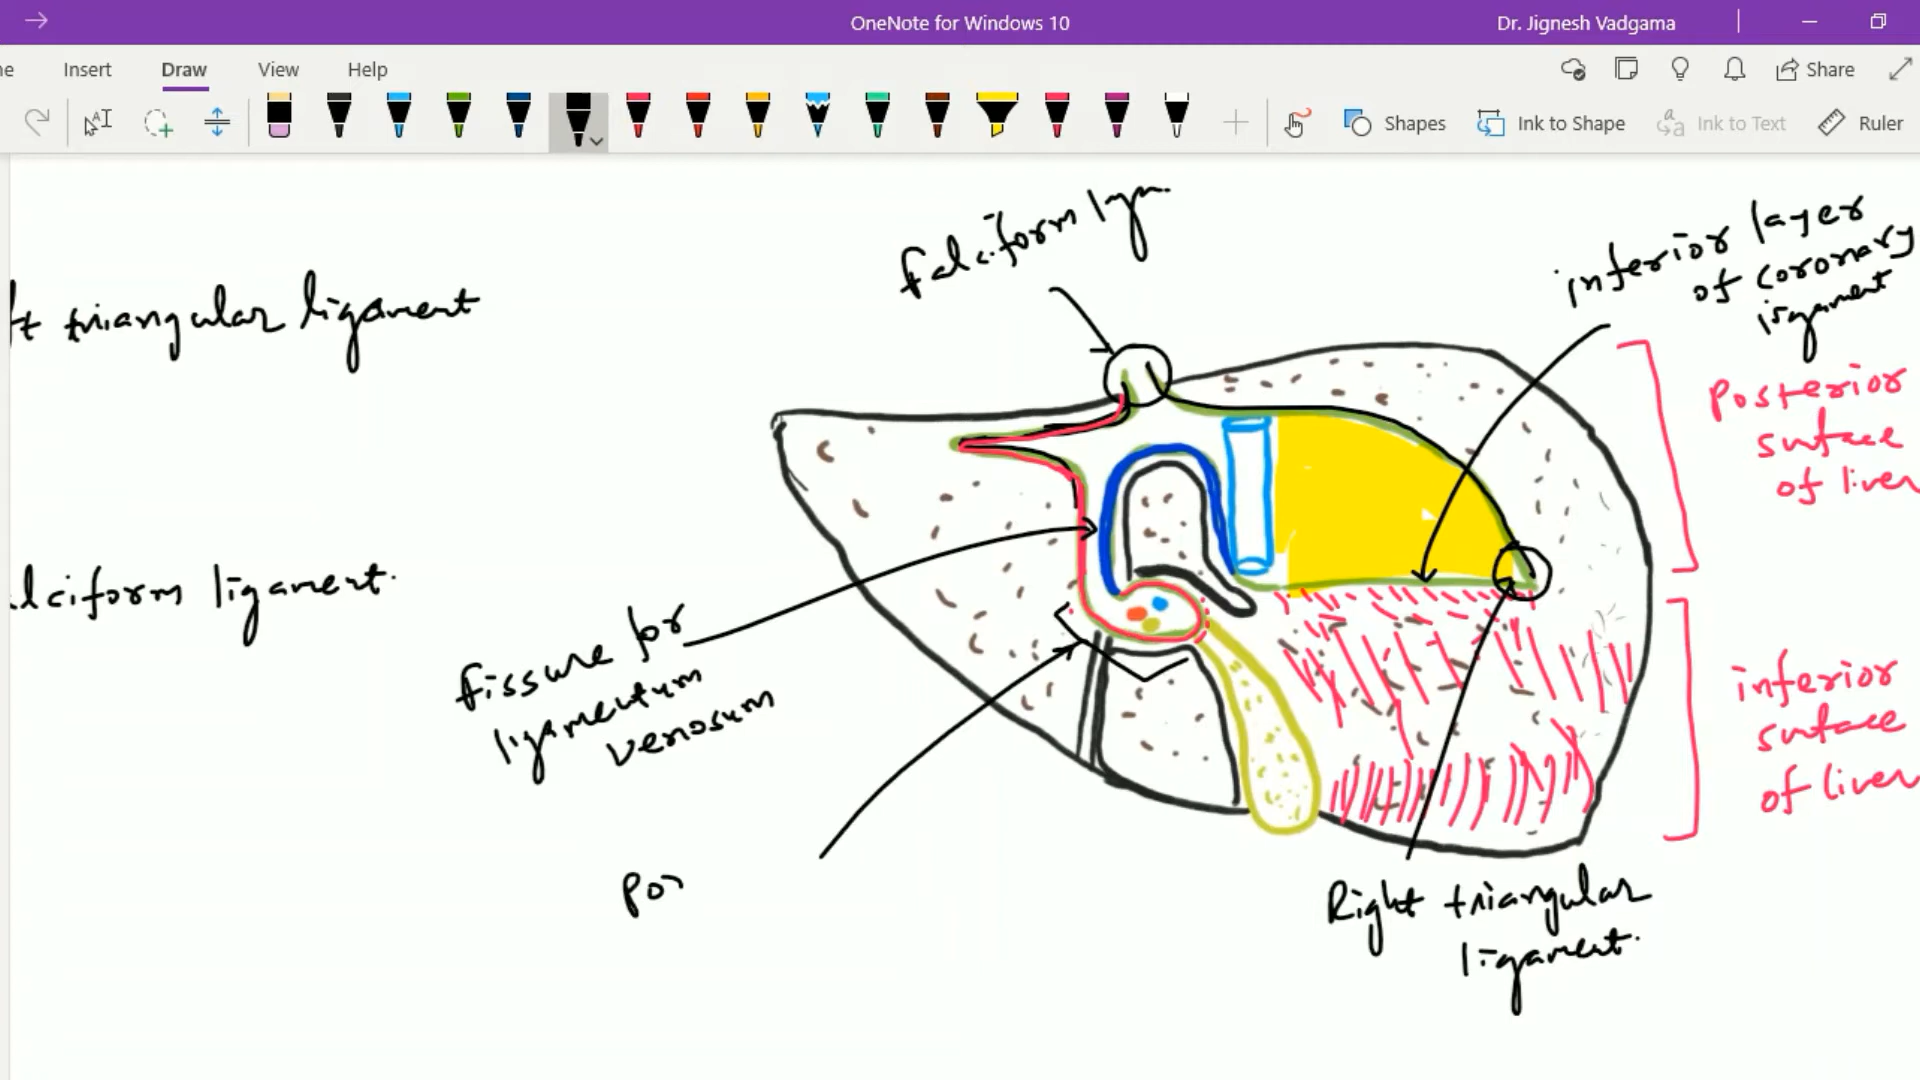 OneNote for Windows 10
Dr. Jignesh Vadgama
Insert
Draw
View
Help
Share
Shapes
Ink to Shape
Ink to Text
Ruler
falciform lgm.
inferior layer
of coronary
ligament
triangular ligament
posterior
surface
of liver
lciform ligament.
fissure for
ligamentum
venosum
inferior
surface
of liver
po
Right triangular
ligament.